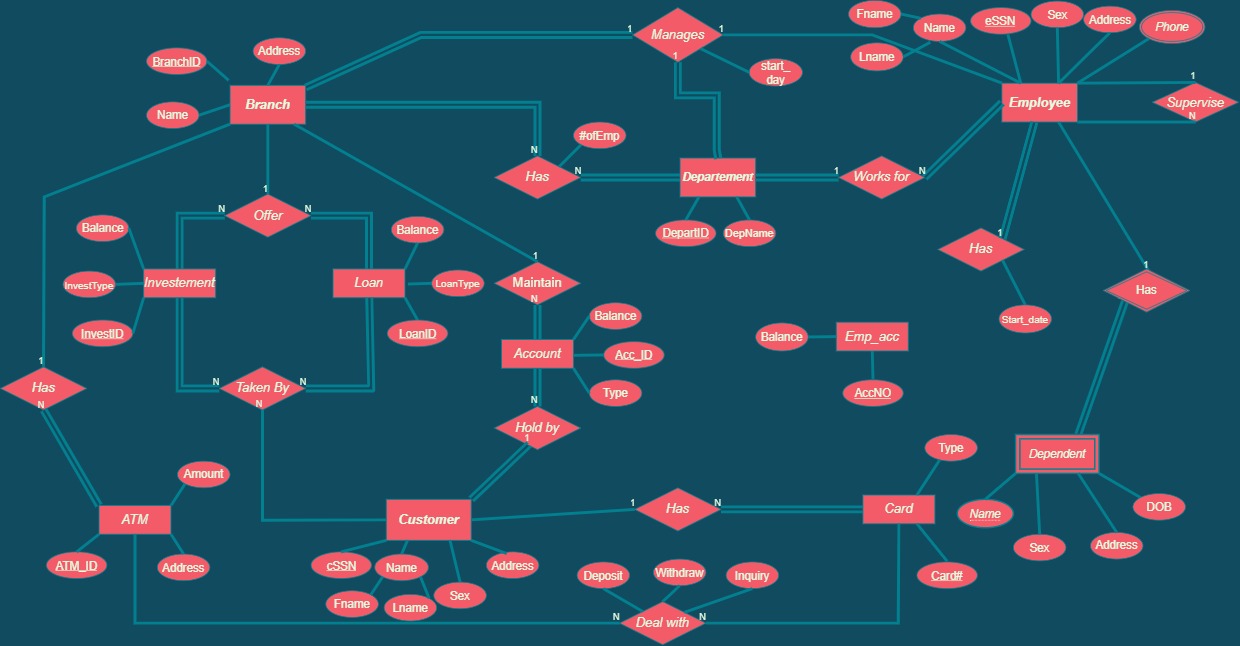 Fname
Name
eSSN
Sex
Address
Phone
1
Manages
1
1
start_
day
Lname
Address
BranchID
Name
Branch
Employee
1
Supervise
N
#ofEmp
N
Has
N
Departement
1
Works for
N
DepartID
DepName
1
Offer
N
N
Balance
InvestType
InvestID
Investement
Loan
Balance
LoanType
LoanID
1
Maintain
N
1
Has
Start_date
1
Has
Account
Balance
Acc_ID
Type
Balance
Emp_acc
AccNO
1
Has
N
N
Taken By
N
N
N
Hold by
1
Dependent
Name
Sex
Address
DOB
Type
Amount
ATM
ATM_ID
Address
Customer
1
Has
N
Card
Card#
cSSN
Name
Fname
Lname
Sex
Address
Deposit
Withdraw
Inquiry
N
Deal with
N